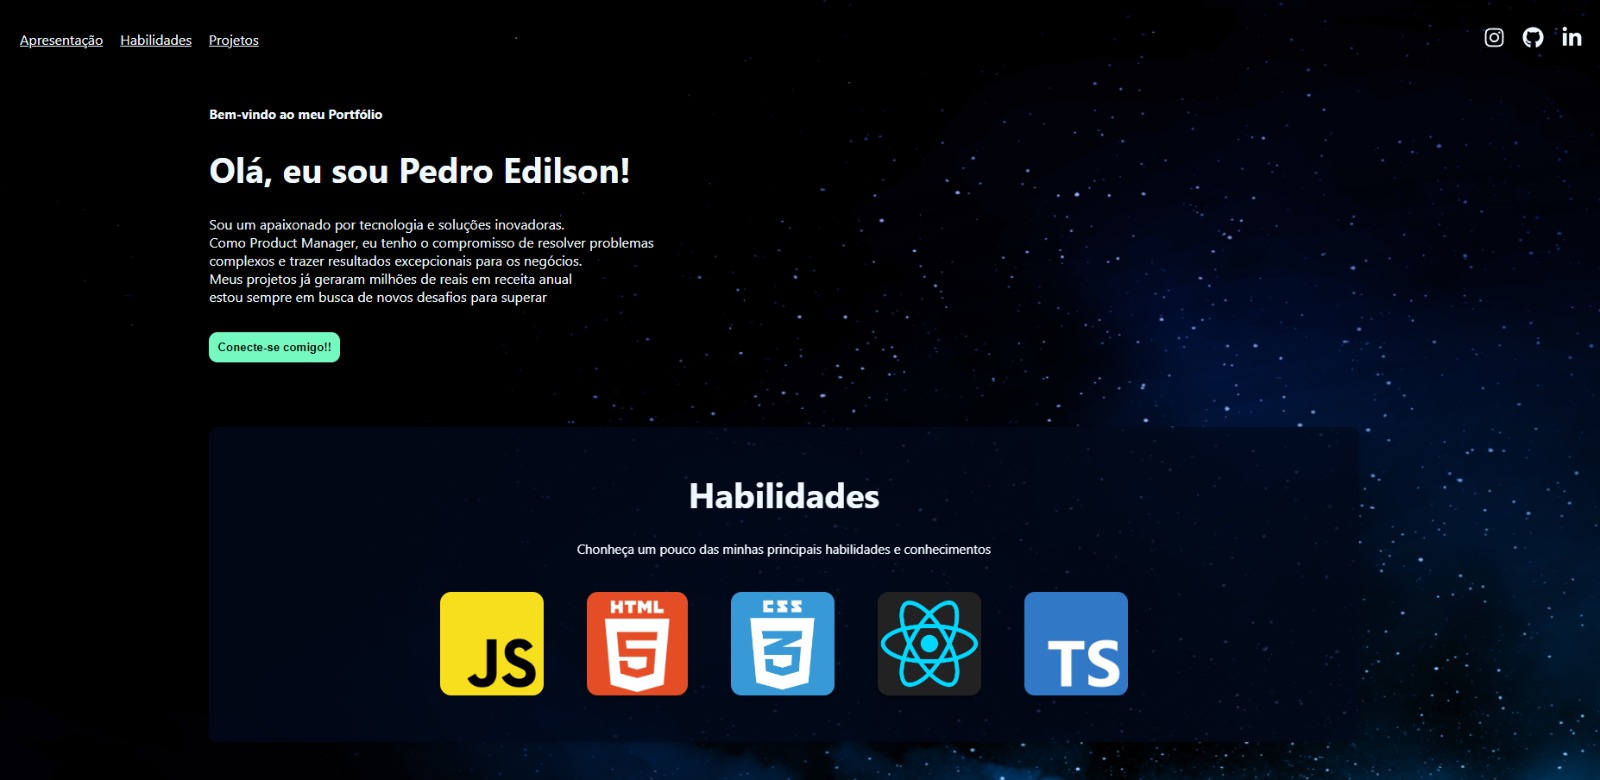 Apresentação Habilidades Projetos
Bem-vindo ao meu Portfólio
Olá, eu sou Pedro Edilson!
Sou um apaixonado por tecnologia e soluções inovadoras.
Como Product Manager, eu tenho o compromisso de resolver problemas
complexos e trazer resultados excepcionais para os negócios.
Meus projetos já geraram milhões de reais em receita anual
estou sempre em busca de novos desafios para superar
Conecte-se comigo!!
Habilidades
Chonheça um pouco das minhas principais habilidades e conhecimentos
JS HTML 5 CSS 3 TS